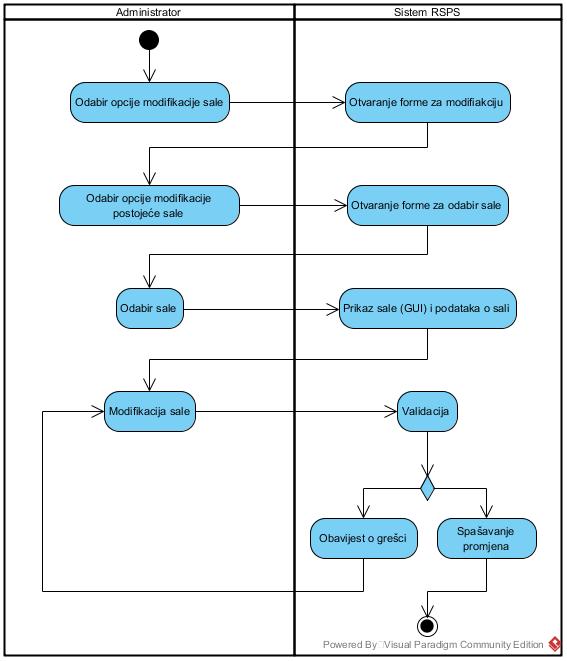 Administrator
Sistem RSPS
Odabir opcije modifikacije sale
Otvaranje forme za modifiakciju
Odabir opcije modifikacije
postojeće sale
Otvaranje forme za odabir sale
Odabir sale
Prikaz sale (GUI) i podataka o sali
Modifikacija sale
Validacija
Obavijest o grešci
Spašavanje
promjena
Powered By Visual Paradigm Community Edition